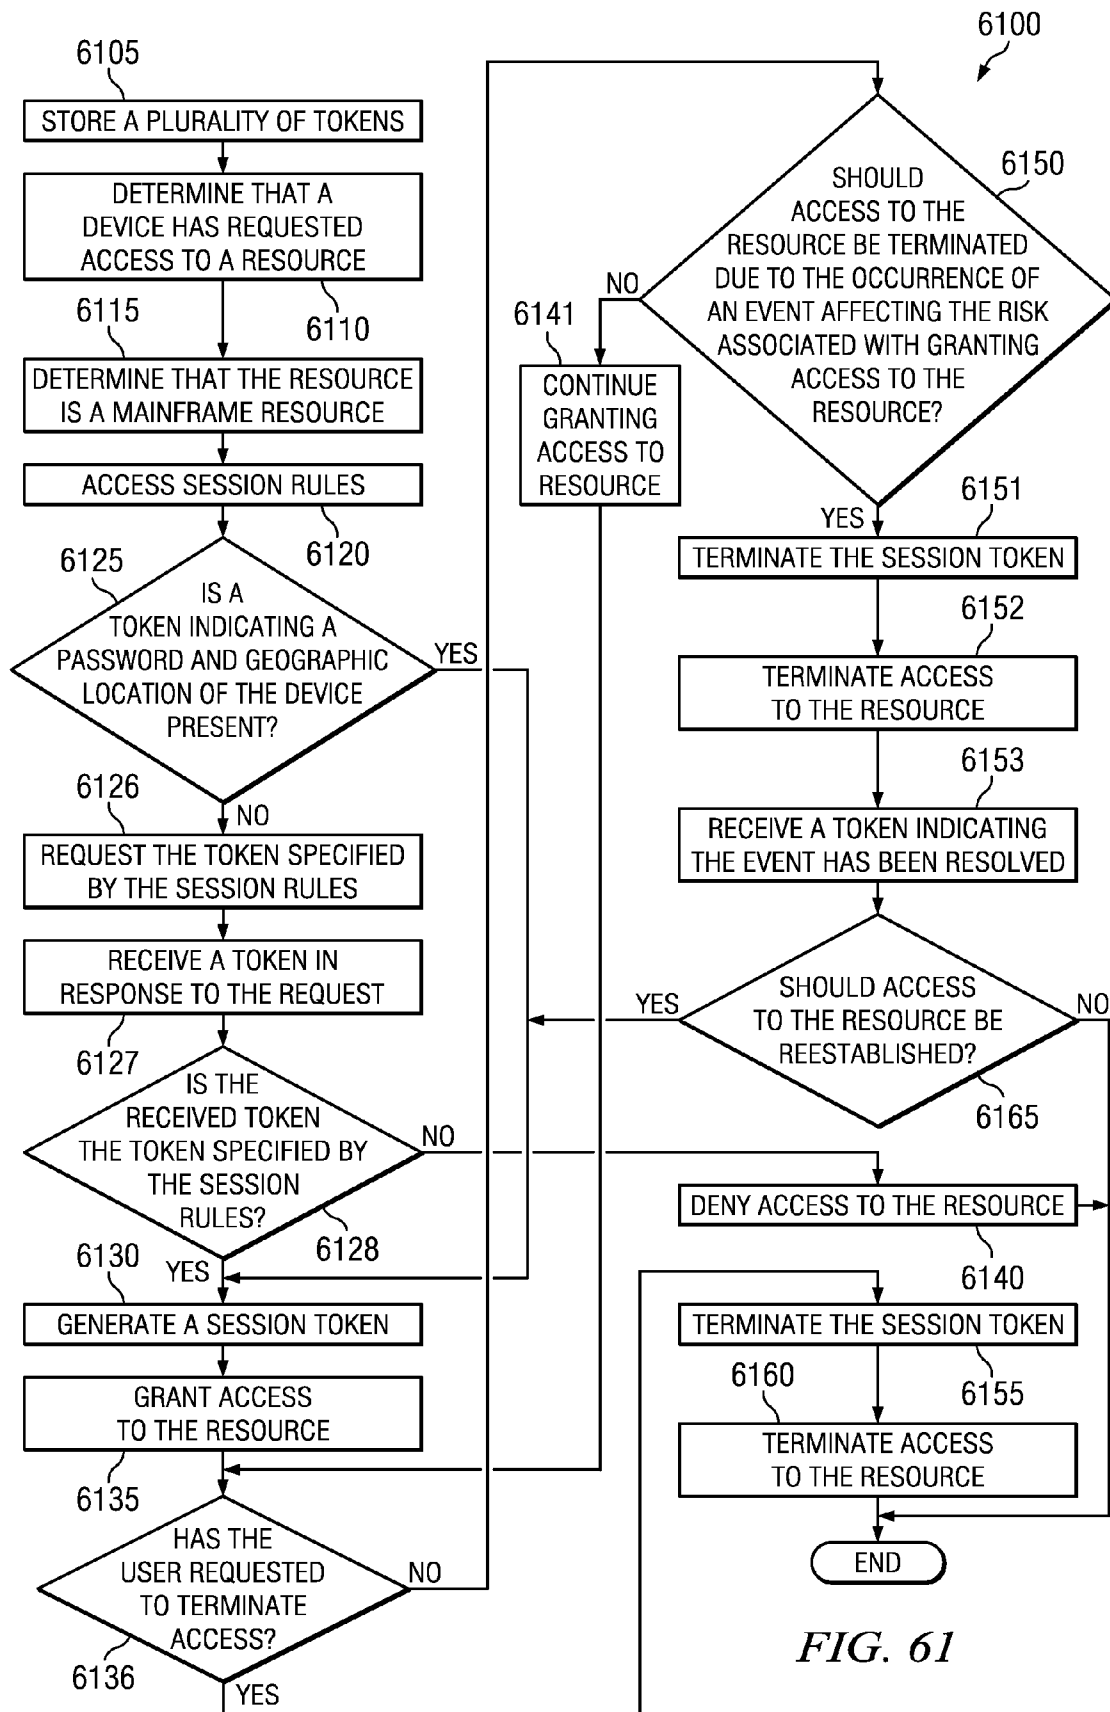 6100
6105
STORE A PLURALITY OF TOKENS
DETERMINE THAT A
DEVICE HAS REQUESTED
ACCESS TO A RESOURCE
6110
6115
DETERMINE THAT THE RESOURCE
IS A MAINFRAME RESOURCE
ACCESS SESSION RULES
6120
6125
IS A
TOKEN INDICATING A
PASSWORD AND GEOGRAPHIC
LOCATION OF THE DEVICE
PRESENT?
YES
NO
6126
REQUEST THE TOKEN SPECIFIED
BY THE SESSION RULES
RECEIVE A TOKEN IN
RESPONSE TO THE REQUEST
6127
IS THE
RECEIVED TOKEN
THE TOKEN SPECIFIED BY
THE SESSION
RULES?
NO
6128
YES
6130
GENERATE A SESSION TOKEN
GRANT ACCESS
TO THE RESOURCE
6135
HAS THE
USER REQUESTED
TO TERMINATE
ACCESS?
NO
6136
YES
6150
SHOULD
ACCESS TO THE
RESOURCE BE TERMINATED
DUE TO THE OCCURRENCE OF
AN EVENT AFFECTING THE RISK
ASSOCIATED WITH GRANTING
ACCESS TO THE
RESOURCE?
NO
6141
CONTINUE
GRANTING
ACCESS TO
RESOURCE
YES
6151
TERMINATE THE SESSION TOKEN
6152
TERMINATE ACCESS
TO THE RESOURCE
6153
RECEIVE A TOKEN INDICATING
THE EVENT HAS BEEN RESOLVED
SHOULD ACCESS
TO THE RESOURCE BE
REESTABLISHED?
YES
NO
6165
DENY ACCESS TO THE RESOURCE
6140
TERMINATE THE SESSION TOKEN
6155
6160
TERMINATE ACCESS
TO THE RESOURCE
END
FIG. 61